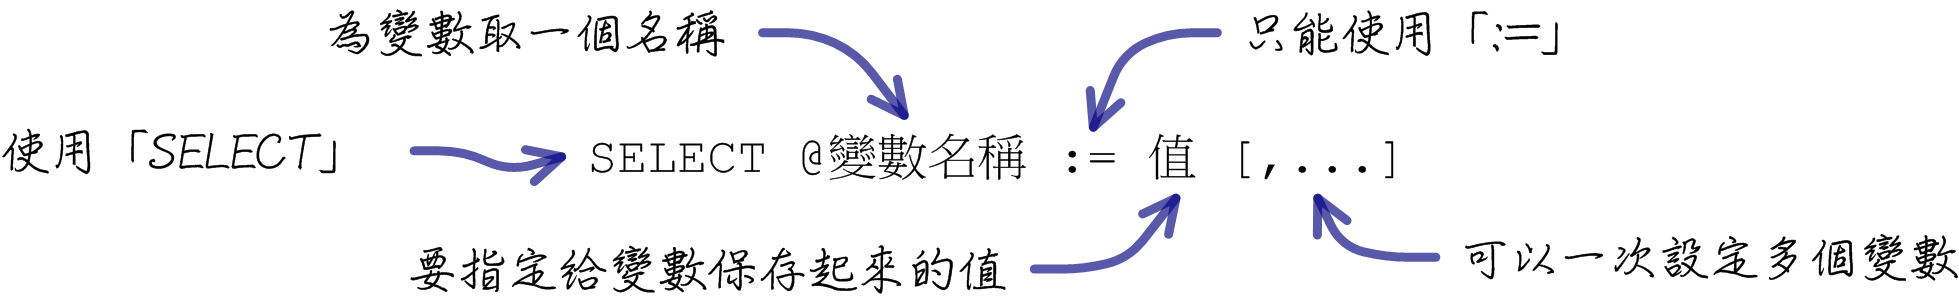 為變數取一個名稱
只能使用「:=」
使用「SELECT」
SELECT @變數名稱 := 值 [,...]
要指定給變數保存起來的值
可以一次設定多個變數